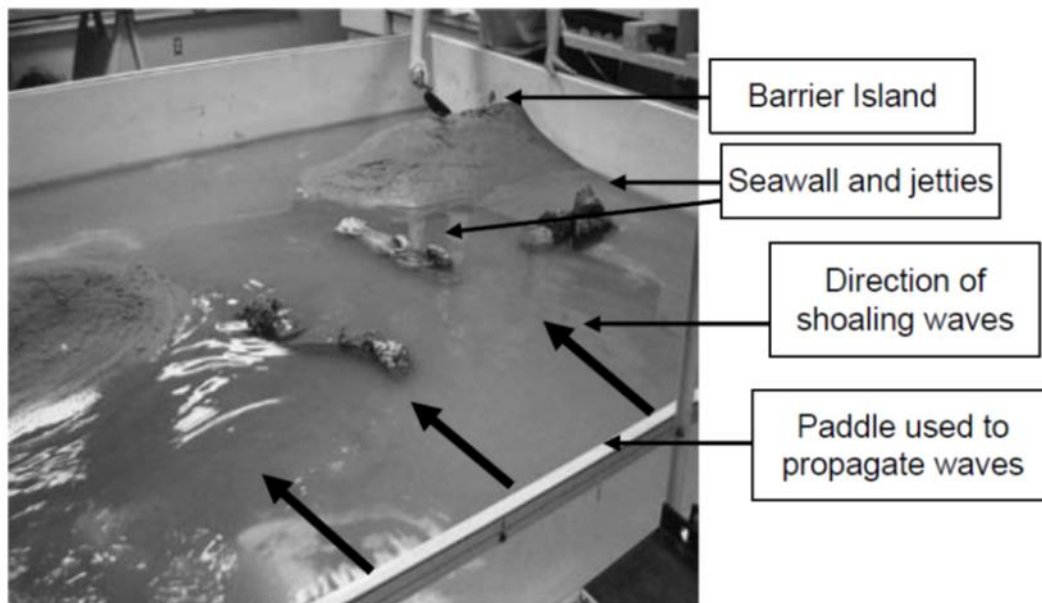 Barrier Island
Seawall and jetties
Direction of
shoaling waves
Paddle used to
propagate waves